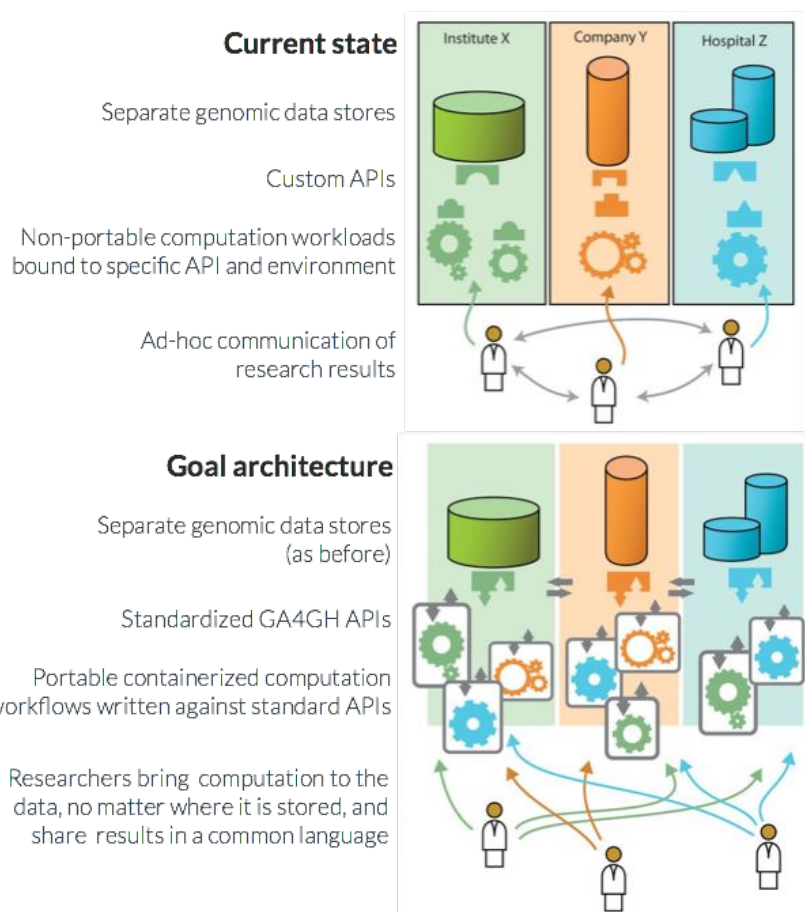 Current state
Institute X
Company Y
Hospital Z
Separate genomic data stores
Custom APIs
Non-portable computation workloads
bound to specific API and environment
Ad-hoc communication of
research results
Goal architecture
Separate genomic data stores
(as before)
Standardized GA4GH APIs
Portable containerized computation
workflows written against standard APIs
Researchers bring computation to the
data, no matter where it is stored, and
share results in a common language